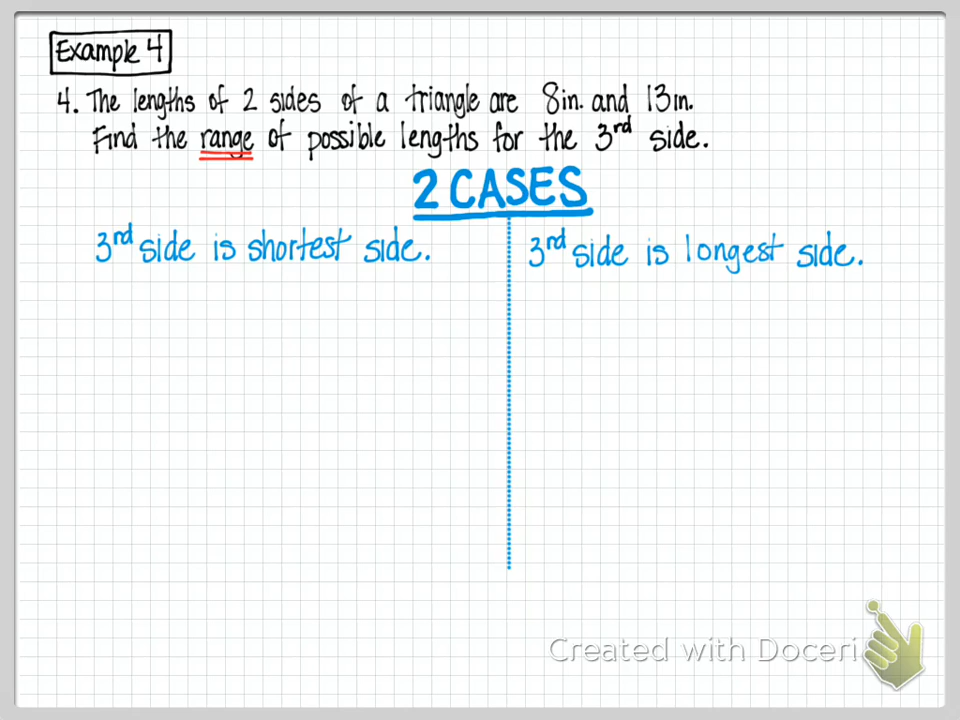 Example 4
4. The lengths of 2 sides of a triangle are 8in. and 13in.
Find the range of possible lengths for the 3rd side.
2 CASES
3rd side is shortest side.
3rd side is longest side.
Created with Doceri